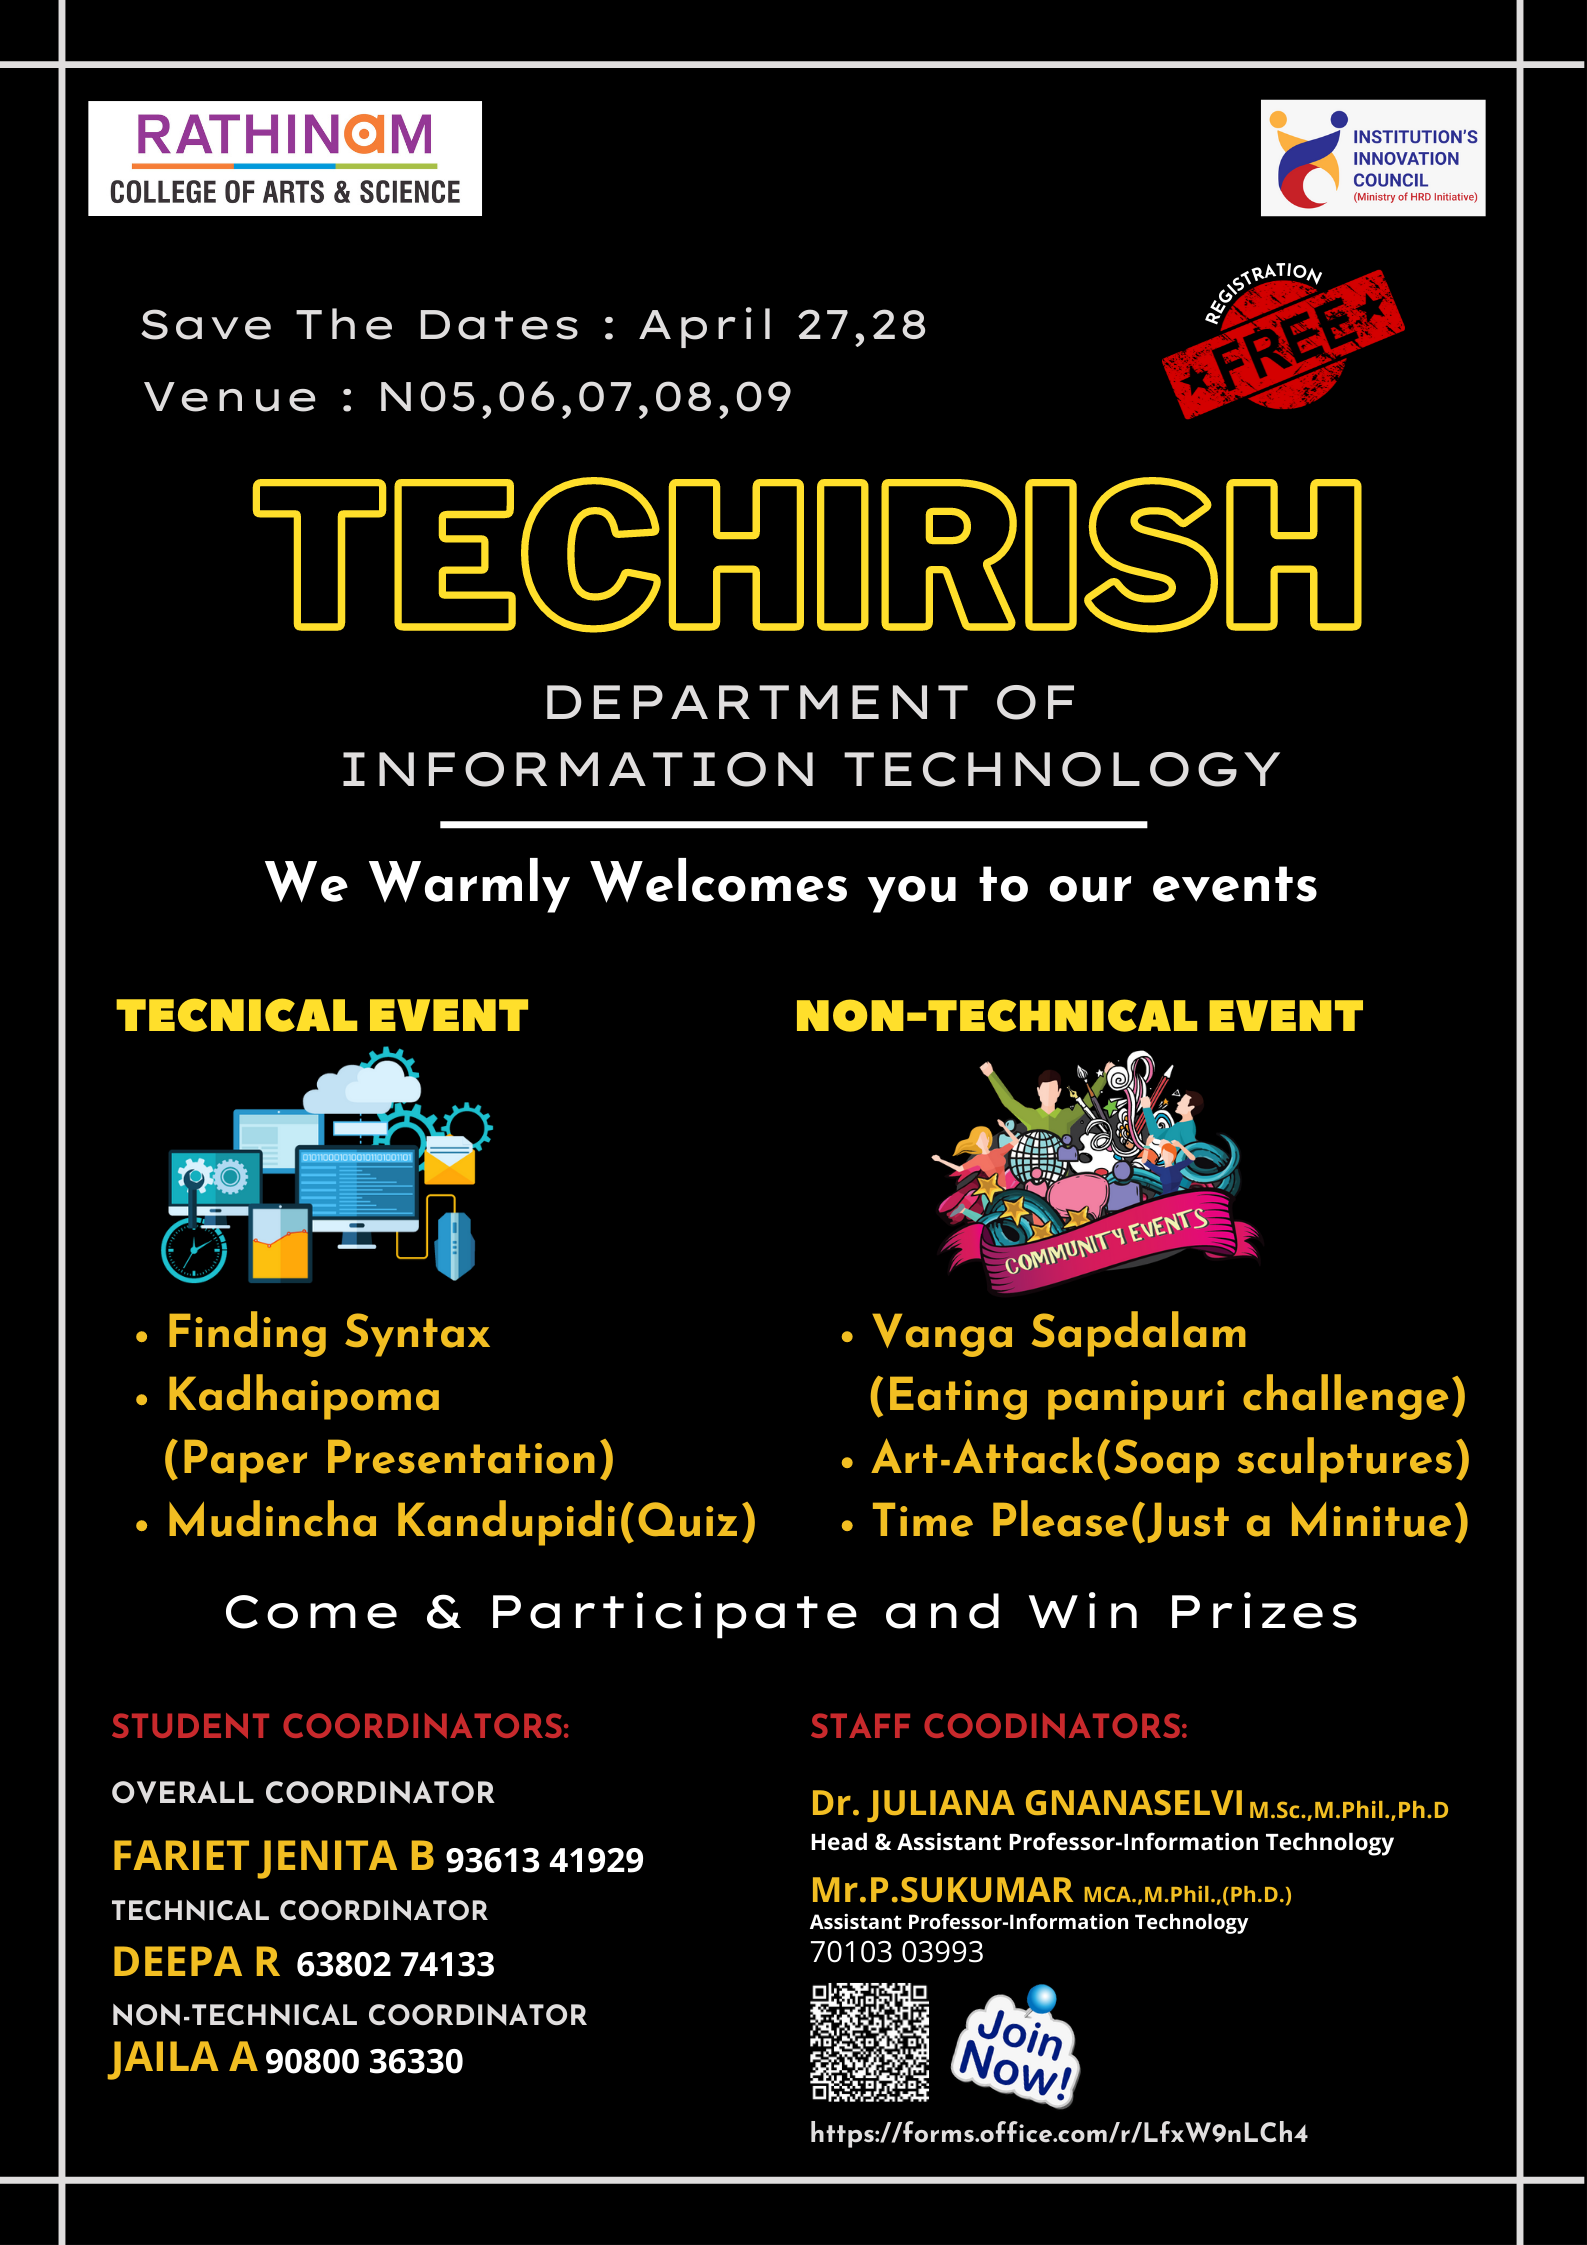 RATHINAM
COLLEGE OF ARTS & SCIENCE
INSTITUTION'S
INNOVATION
COUNCIL
(Ministry of HRD Initiative)
REGISTRATION
FREE
Save The Dates : April 27,28
Venue : N05,06,07,08,09
TECHIRISH
DEPARTMENT OF
INFORMATION TECHNOLOGY
We Warmly Welcomes you to our events
TECNICAL EVENT
0101100010100101101001101
• Finding Syntax
• Kadhaipoma
(Paper Presentation)
• Mudincha Kandupidi(Quiz)
NON-TECHNICAL EVENT
COMMUNITY EVENTS
• Vanga Sapdalam
(Eating panipuri challenge)
• Art-Attack(Soap sculptures)
• Time Please(Just a Minitue)
Come & Participate and Win Prizes
STUDENT COORDINATORS:
OVERALL COORDINATOR
FARIET JENITA B 93613 41929
TECHNICAL COORDINATOR
DEEPA R 63802 74133
NON-TECHNICAL COORDINATOR
JAILA A 90800 36330
STAFF COODINATORS:
Dr. JULIANA GNANASELVI M.Sc.,M.Phil.,Ph.D
Head & Assistant Professor-Information Technology
Mr.P.SUKUMAR MCA.,M.Phil.,(Ph.D.)
Assistant Professor-Information Technology
70103 03993
Join
Now!
https://forms.office.com/r/LfxW9nLCh4